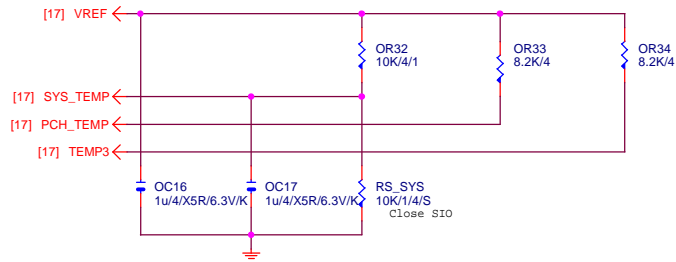 [17] VREF
OR32
10K/4/1
OR33
8.2K/4
OR34
8.2K/4
[17] SYS_TEMP
[17] PCH_TEMP
[17] TEMP3
OC16
1u/4/X5R/6.3V/K
OC17
1u/4/X5R/6.3V/K
RS_SYS
10K/1/4/S
Close SIO